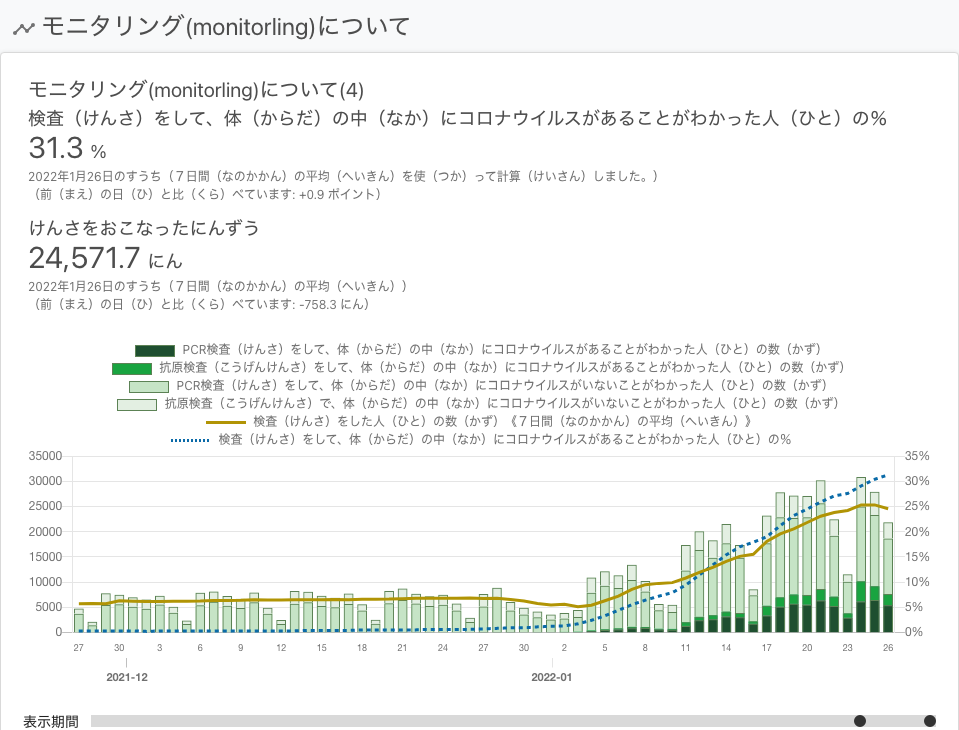 モニタリング(monitorling)について
モニタリング(monitorling)について(4)
検査（けんさ）をして、体（からだ）の中（なか）にコロナウイルスがあることがわかった人（ひと）の%
31.3 %
2022年1月26日のすうち（７日間（なのかかん）の平均（へいきん）を使（つか）って計算（けいさん）しました。）
（前（まえ）の日（ひ）と比（くら）べています: +0.9 ポイント）
けんさをおこなったにんずう
24,571.7 にん
2022年1月26日のすうち（７日間（なのかかん）の平均（へいきん））
（前（まえ）の日（ひ）と比（くら）べています: -758.3 にん）
PCR検査（けんさ）をして、体（からだ）の中（なか）にコロナウイルスがあることがわかった人（ひと）の数（かず）
抗原検査（こうげんけんさ）をして、体（からだ）の中（なか）にコロナウイルスがあることがわかった人（ひと）の数（かず）
PCR検査（けんさ）をして、体（からだ）の中（なか）にコロナウイルスがいないことがわかった人（ひと）の数（かず）
抗原検査（こうげんけんさ）で、体（からだ）の中（なか）にコロナウイルスがいないことがわかった人（ひと）の数（かず）
検査（けんさ）をした人（ひと）の数（かず）《７日間（なのかかん）の平均（へいきん）》
検査（けんさ）をして、体（からだ）の中（なか）にコロナウイルスがあることがわかった人（ひと）の%
35000 35%
30000 30%
25000 25%
20000 20%
15000 15%
10000 10%
5000 5%
0 0%
27 30 3 6 9 12 15 18 21 24 27 30 2 5 8 11 14 17 20 23 26
2021-12 2022-01
表示期間